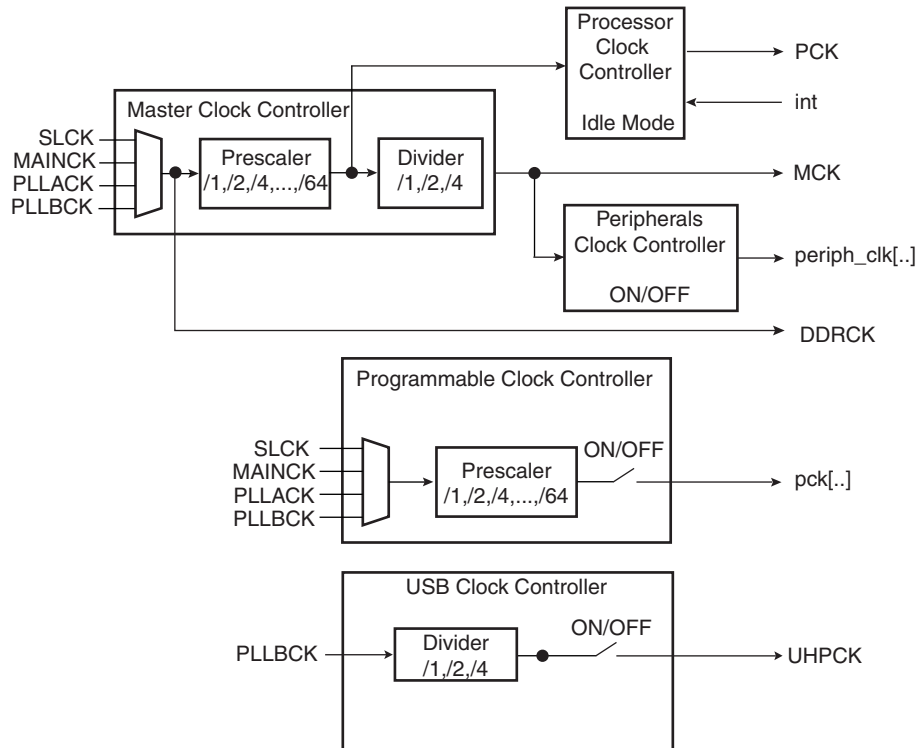 Processor
Clock
Controller
Idle Mode
PCK
int
Master Clock Controller
SLCK
MAINCK
PLLACK
PLLBCK
Prescaler
/1,/2,/4,...,/64
Divider
/1,/2,/4
MCK
Peripherals
Clock Controller
ON/OFF
periph_clk[..]
DDRCK
Programmable Clock Controller
SLCK
MAINCK
PLLACK
PLLBCK
Prescaler
/1,/2,/4,...,/64
ON/OFF
pck[..]
USB Clock Controller
PLLBCK
Divider
/1,/2,/4
ON/OFF
UHPCK